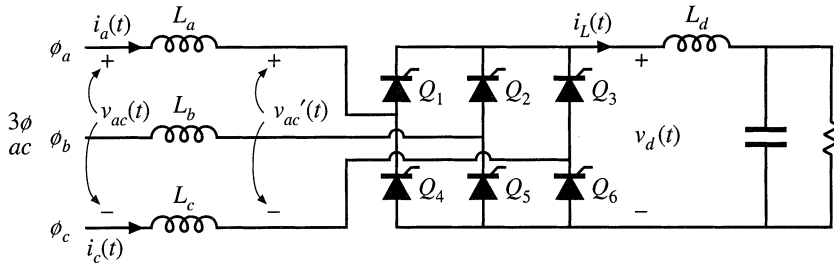 i_a(t) L_a i_L(t) L_d
ϕ_a
+ + +
Q_1 Q_2 Q_3
3ϕ v_ac(t) L_b v_ac′(t)
ac ϕ_b v_d(t)
Q_4 Q_5 Q_6
L_c
− − −
ϕ_c
i_c(t)